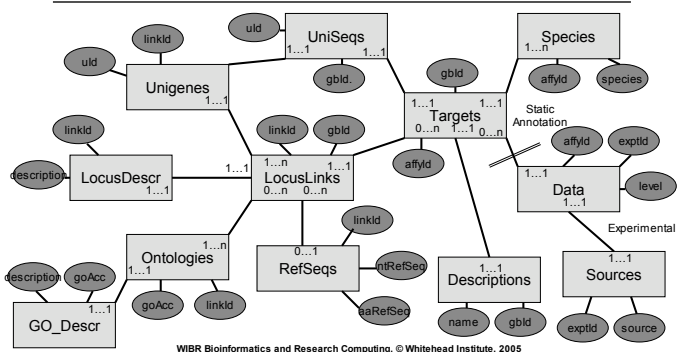 uId
UniSeqs
1...1
1...1
gbId.
linkId
uId
Unigenes
1...1
Species
1...n
affyId
species
gbId
Targets
1...1
1...1
0...n
1...1
0...n
affyId
Static
Annotation
linkId
description
LocusDescr
1...1
linkId
gbId
1...1
1...n
1...1
LocusLinks
0...n
0...n
affyId
exptId
level
1...1
Data
1...1
Experimental
1...n
Ontologies
1...1
description
goAcc
goAcc
linkId
GO_Descr
1...1
linkId
0...1
RefSeqs
ntRefSeq
aaRefSeq
1...1
Descriptions
name
gbId
1...1
Sources
exptId
source
WIBR Bioinformatics and Research Computing, © Whitehead Institute, 2005